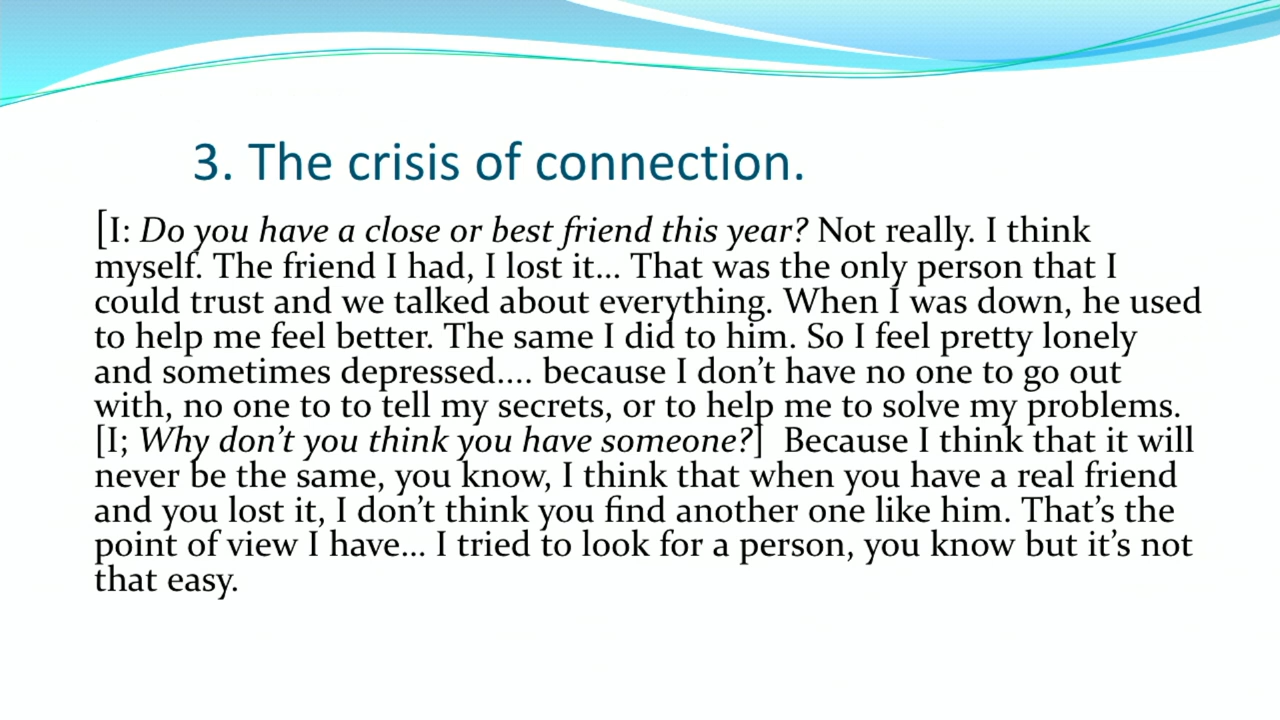 3. The crisis of connection.
[I: Do you have a close or best friend this year? Not really. I think
myself. The friend I had, I lost it… That was the only person that I
could trust and we talked about everything. When I was down, he used
to help me feel better. The same I did to him. So I feel pretty lonely
and sometimes depressed…. because I don’t have no one to go out
with, no one to to tell my secrets, or to help me to solve my problems.
[I; Why don’t you think you have someone?]  Because I think that it will
never be the same, you know, I think that when you have a real friend
and you lost it, I don’t think you find another one like him. That’s the
point of view I have… I tried to look for a person, you know but it’s not
that easy.